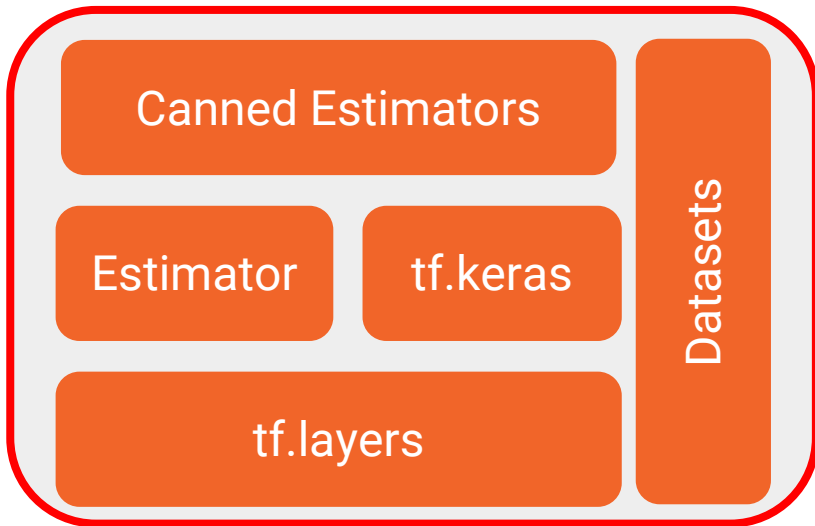 Canned Estimators
Estimator
tf.keras
tf.layers
Datasets